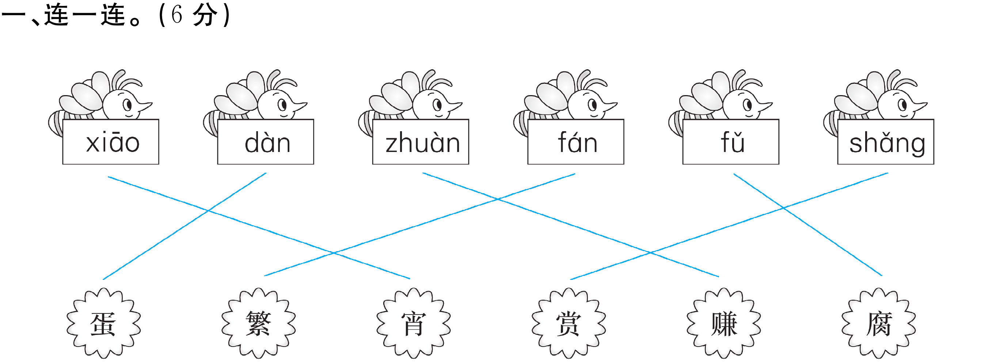 一、连一连。(6 分)
xiāo dàn zhuàn fán fǔ shǎng
蛋 繁 宵 赏 赚 腐